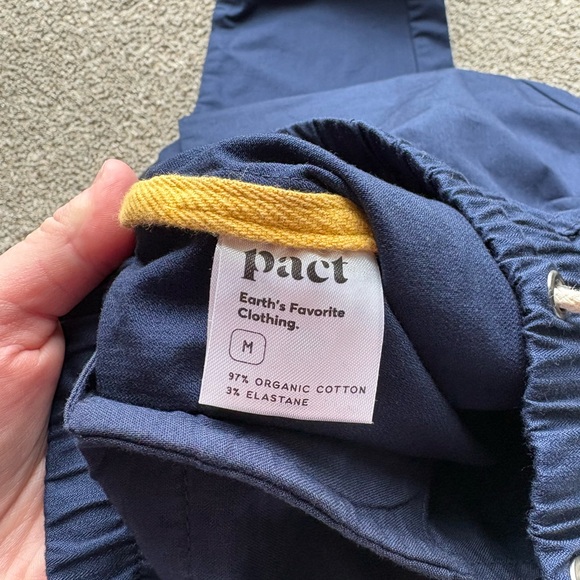 pact
Earth's Favorite
Clothing.
M
97% ORGANIC COTTON
3% ELASTANE